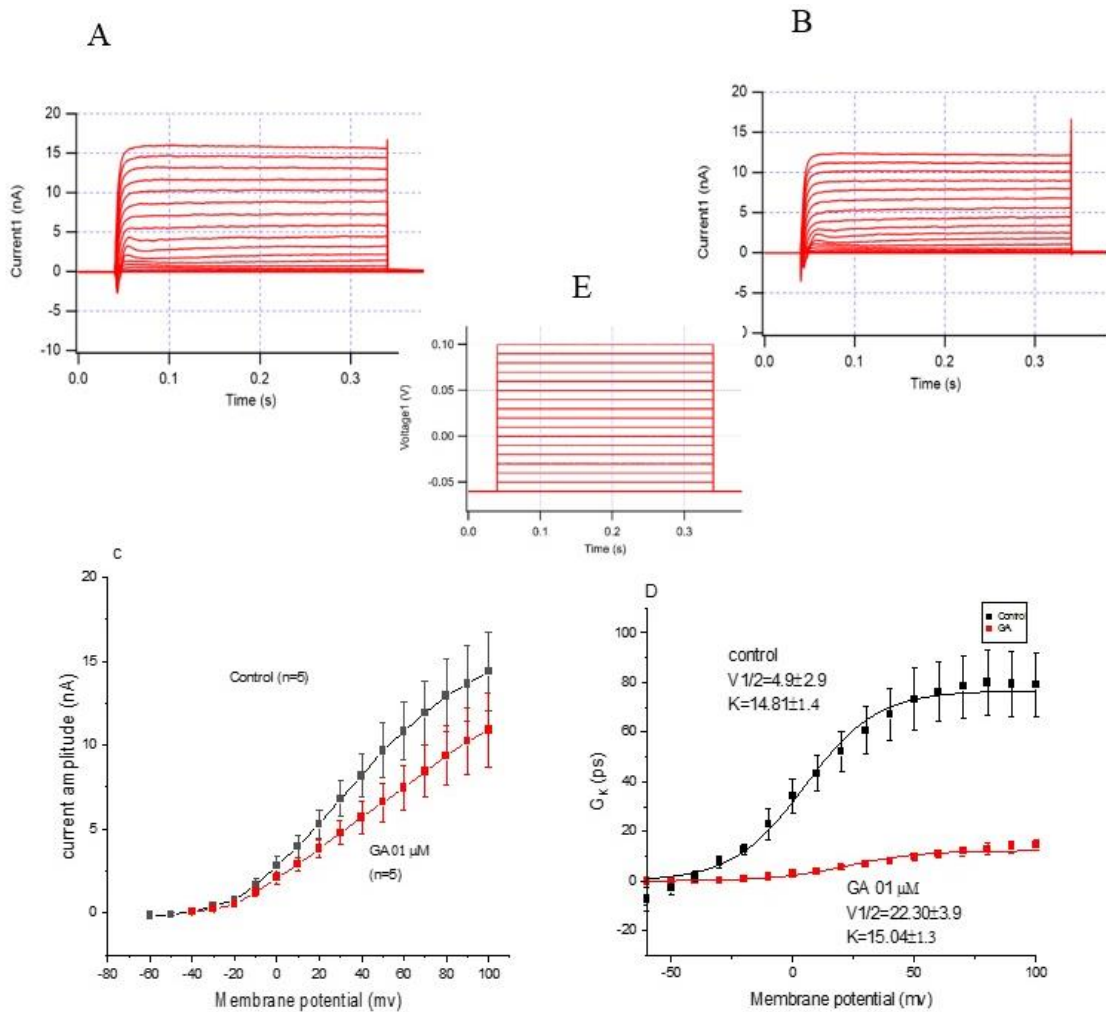 A
B
20
15
10
5
0
-5
-10
Current1 (nA)
0.0
0.1
0.2
0.3
Time (s)
20
15
10
5
0
-5
Current1 (nA)
0.0
0.1
0.2
0.3
Time (s)
E
0.10
0.05
0.00
-0.05
Voltage1 (V)
0.0
0.1
0.2
0.3
Time (s)
c
20
15
10
5
0
current amplitude (nA)
Control (n=5)
GA 01 μM
(n=5)
-80
-60
-40
-20
0
20
40
60
80
100
Membrane potential (mv)
D
Control
GA
100
80
60
40
20
0
-20
G_K (ps)
control
V1/2=4.9±2.9
K=14.81±1.4
GA 01 μM
V1/2=22.30±3.9
K=15.04±1.3
-50
0
50
100
Membrane potential (mv)